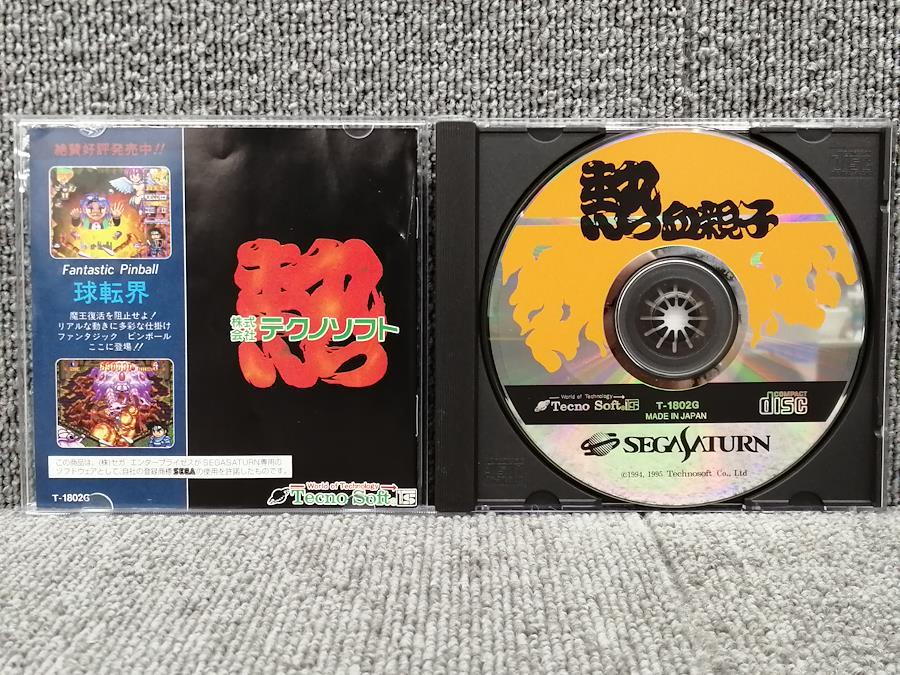 絶賛好評発売中!!
Fantastic Pinball
球転界
魔王復活を阻止せよ!
リアルな動きに多彩な仕掛け
ファンタジック ピンボール
ここに登場!!
熱
株式会社 テクノソフト
この商品は、(株)セガ・エンタープライゼスがSEGASATURN専用の
ソフトウェアとして、自社の登録商標SEGAの使用を許諾したものです。
T-1802G
World of Technology
Tecno Soft
熱血親子
World of Technology
Tecno Soft
T-1802G
MADE IN JAPAN
COMPACT
disc
SEGASATURN
©1994, 1995 Technosoft Co., Ltd